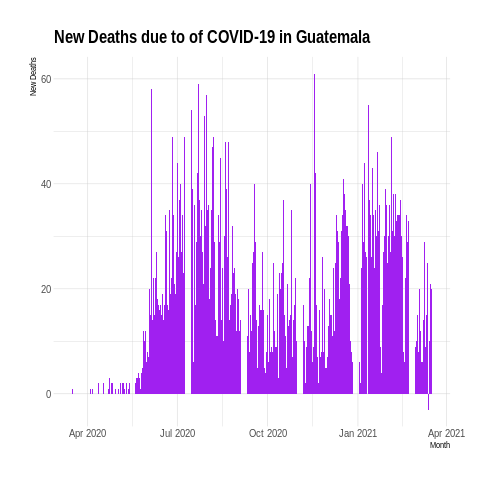 New Deaths due to of COVID-19 in Guatemala
New Deaths
60
40
20
0
Apr 2020 Jul 2020 Oct 2020 Jan 2021 Apr 2021
Month